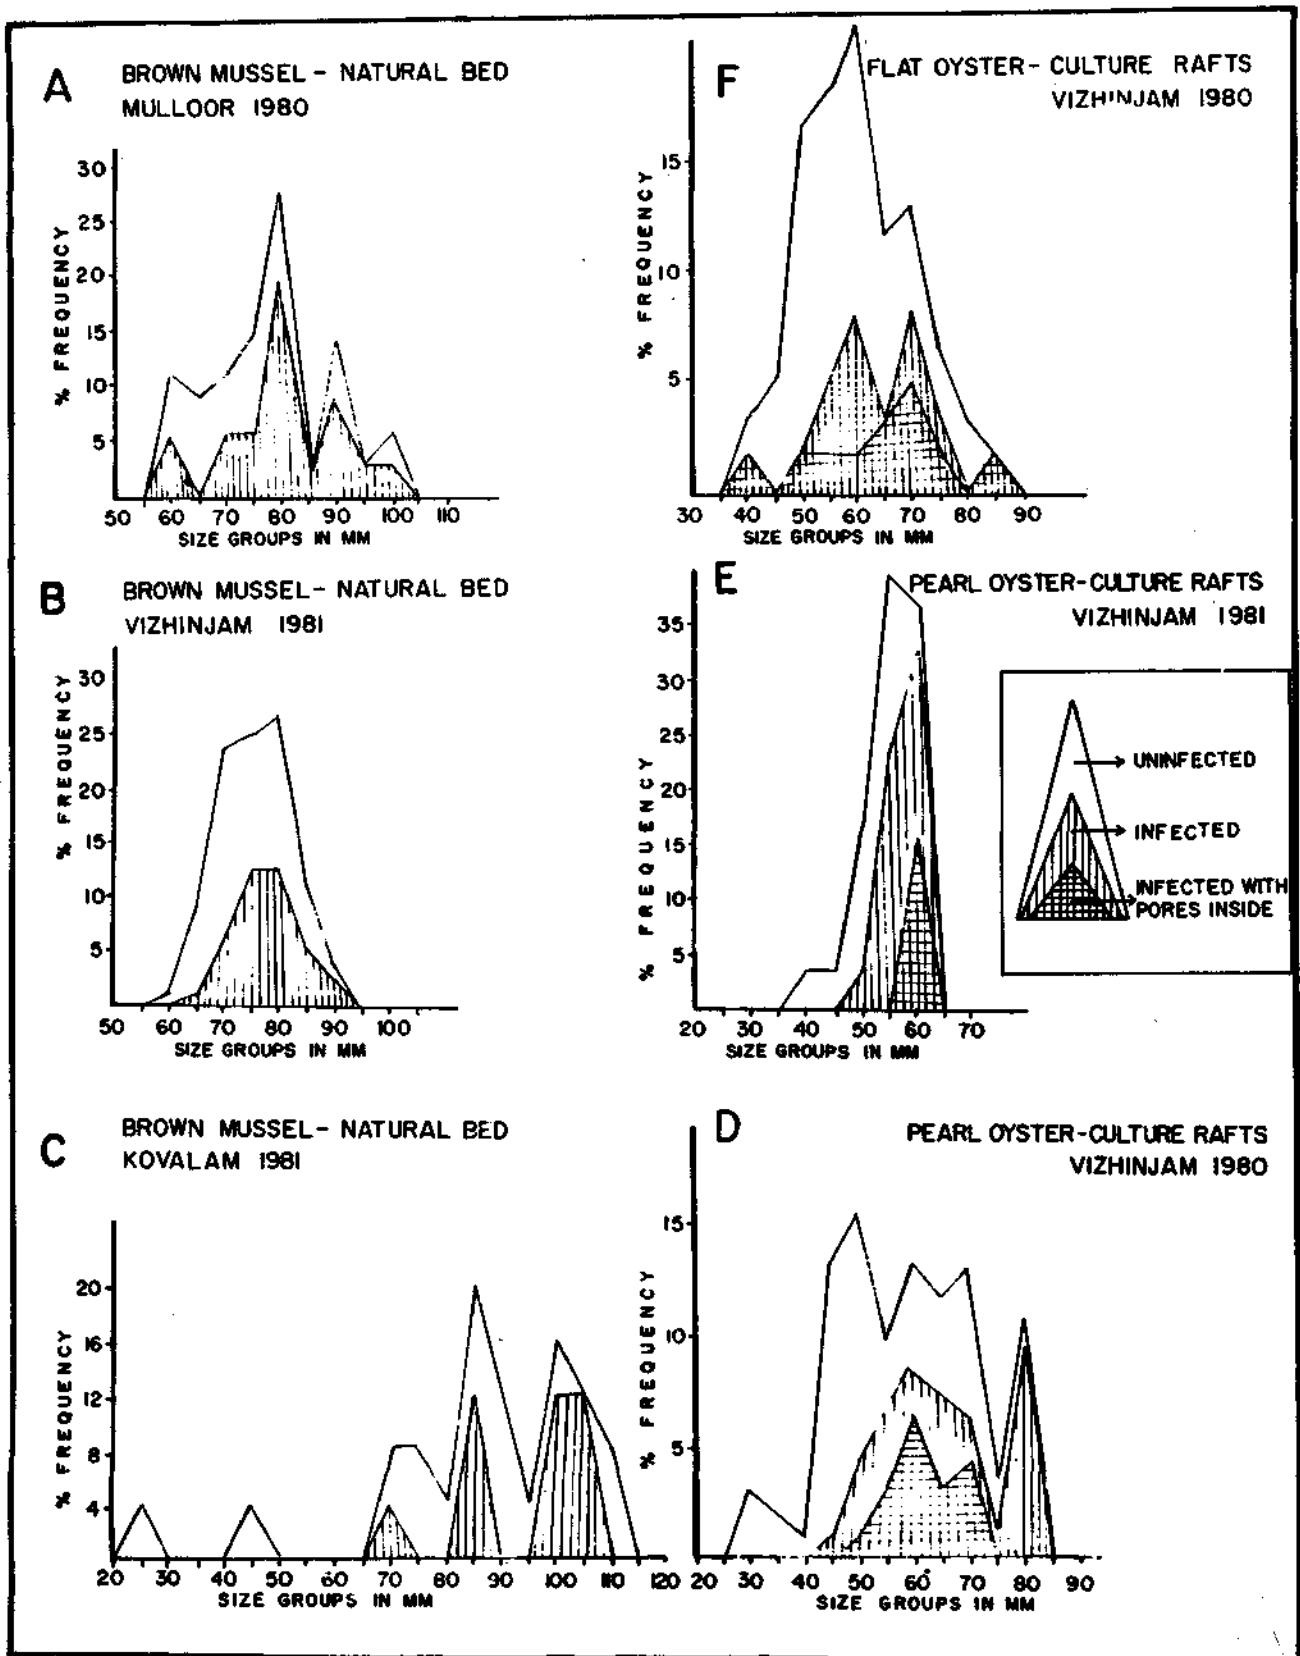 A
BROWN MUSSEL - NATURAL BED
MULLOOR 1980
% FREQUENCY
30
25
20
15
10
5
50 60 70 80 90 100 110
SIZE GROUPS IN MM
B
BROWN MUSSEL - NATURAL BED
VIZHINJAM 1981
% FREQUENCY
30
25
20
15
10
5
50 60 70 80 90 100
SIZE GROUPS IN MM
C
BROWN MUSSEL - NATURAL BED
KOVALAM 1981
% FREQUENCY
20
16
12
8
4
20 30 40 50 60 70 80 90 100 110 120
SIZE GROUPS IN MM
F
FLAT OYSTER - CULTURE RAFTS
VIZHINJAM 1980
% FREQUENCY
15
10
5
30 40 50 60 70 80 90
SIZE GROUPS IN MM
E
PEARL OYSTER - CULTURE RAFTS
VIZHINJAM 1981
% FREQUENCY
35
30
25
20
15
10
5
20 30 40 50 60 70
SIZE GROUPS IN MM
UNINFECTED
INFECTED
INFECTED WITH
PORES INSIDE
D
PEARL OYSTER - CULTURE RAFTS
VIZHINJAM 1980
% FREQUENCY
15
10
5
20 30 40 50 60 70 80 90
SIZE GROUPS IN MM